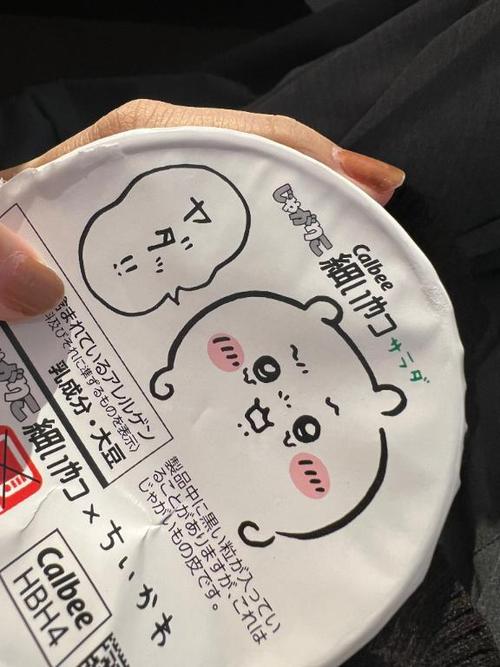 じゃがりこ
Calbee
細いやつ サラダ
ヤ
ダ
!!
含まれているアレルゲン
乳成分・大豆
細いやつ×ちいかわ
製品中に黒い粒が入ってい
ることがありますが、これは
じゃがいもの皮です。
Calbee
HBH4